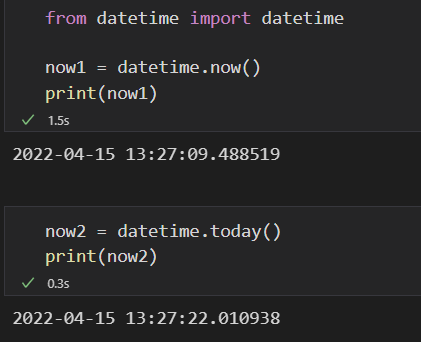 from datetime import datetime
now1 = datetime.now()
print(now1)
1.5s
2022-04-15 13:27:09.488519
now2 = datetime.today()
print(now2)
0.3s
2022-04-15 13:27:22.010938